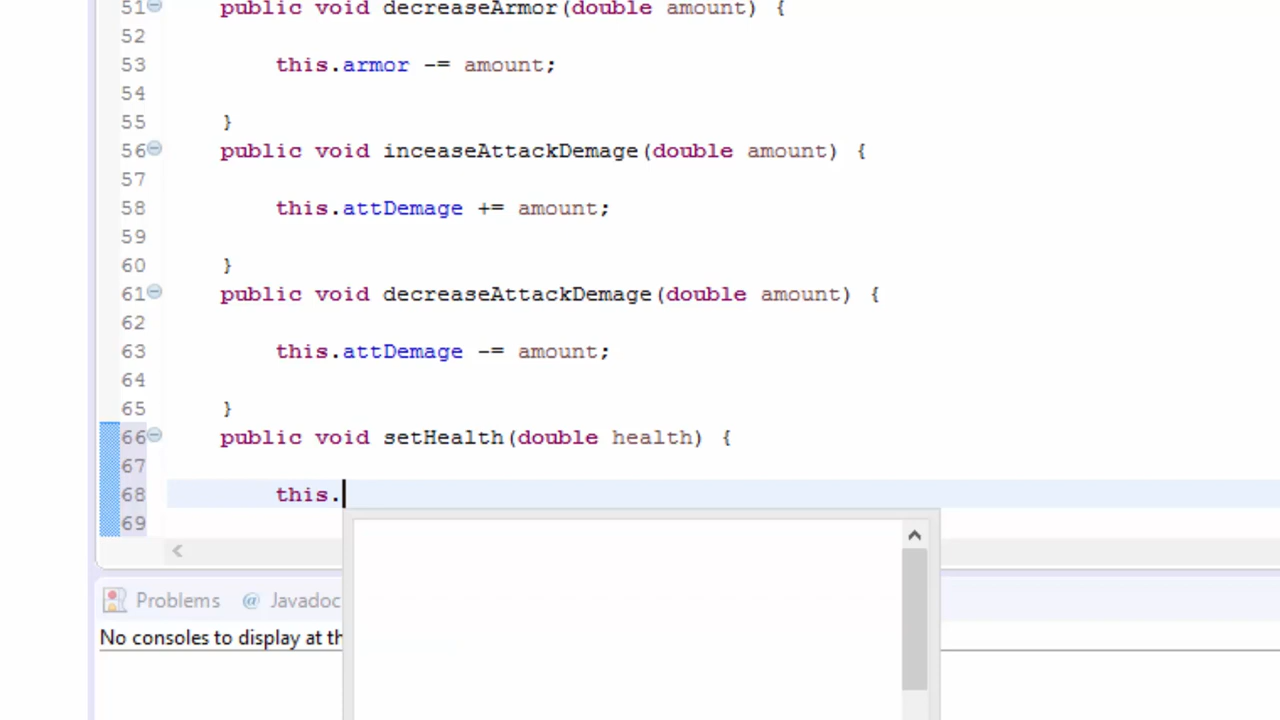 51 public void decreaseArmor(double amount) {
52
53 this.armor -= amount;
54
55 }
56 public void inceaseAttackDemage(double amount) {
57
58 this.attDemage += amount;
59
60 }
61 public void decreaseAttackDemage(double amount) {
62
63 this.attDemage -= amount;
64
65 }
66 public void setHealth(double health) {
67
68 this.
69
Problems @ Javadoc
No consoles to display at th